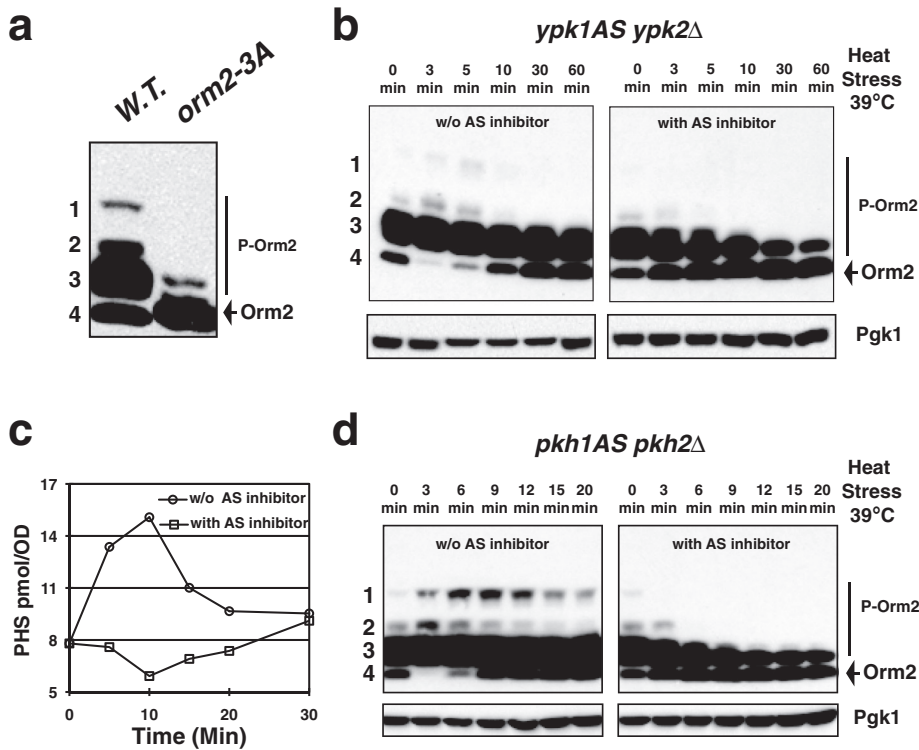 a
W.T.
orm2-3A
1
2
3
4
P-Orm2
Orm2
b
ypk1AS ypk2Δ
0 min 3 min 5 min 10 min 30 min 60 min
0 min 3 min 5 min 10 min 30 min 60 min
Heat Stress 39°C
w/o AS inhibitor
with AS inhibitor
1
2
3
4
P-Orm2
Orm2
Pgk1
c
17
14
11
8
5
PHS pmol/OD
w/o AS inhibitor
with AS inhibitor
0 10 20 30
Time (Min)
d
pkh1AS pkh2Δ
0 min 3 min 6 min 9 min 12 min 15 min 20 min
0 min 3 min 6 min 9 min 12 min 15 min 20 min
Heat Stress 39°C
w/o AS inhibitor
with AS inhibitor
1
2
3
4
P-Orm2
Orm2
Pgk1